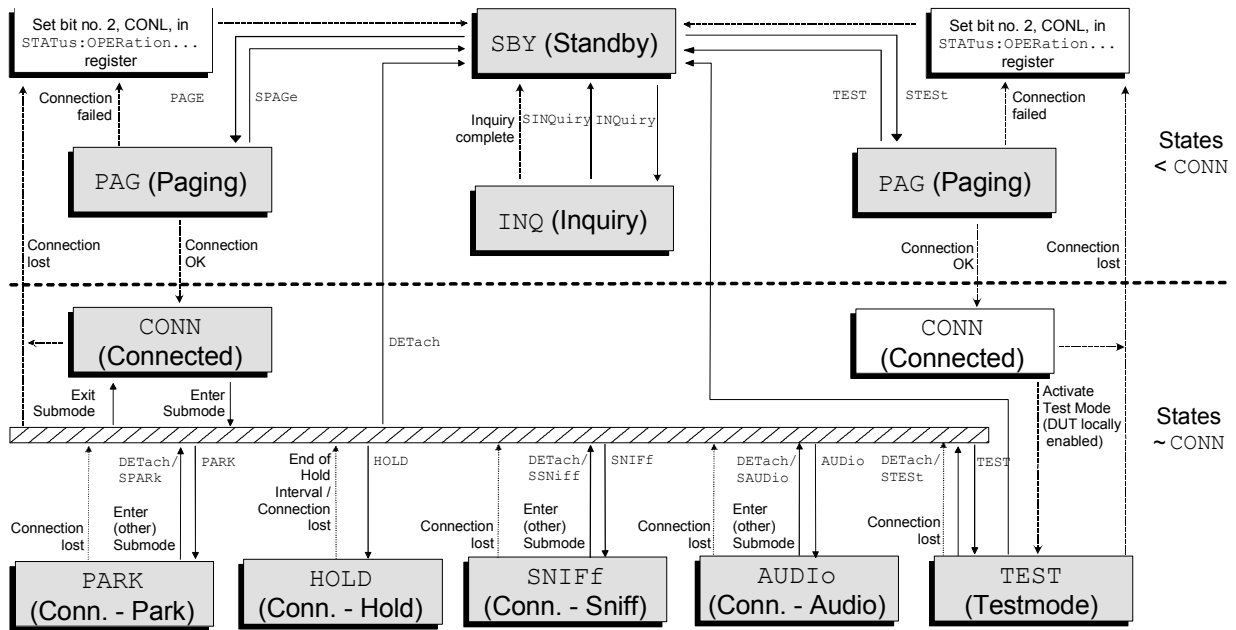 Set bit no. 2, CONL, in
STATus:OPERation...
register
SBY (Standby)
Set bit no. 2, CONL, in
STATus:OPERation...
register
Connection
failed
PAGE
SPAGe
Inquiry
complete
SINQuiry
INQuiry
TEST
STESt
Connection
failed
PAG (Paging)
INQ (Inquiry)
PAG (Paging)
States
< CONN
Connection
lost
Connection
OK
Connection
OK
Connection
lost
CONN
(Connected)
DETach
CONN
(Connected)
Exit
Submode
Enter
Submode
Activate
Test Mode
(DUT locally
enabled)
States
~ CONN
DETach/
SPARk
PARK
End of
Hold
Interval /
Connection
lost
HOLD
DETach/
SSNiff
SNIFf
DETach/
SAUDio
AUDio
DETach/
STESt
TEST
Connection
lost
Enter
(other)
Submode
Connection
lost
Enter
(other)
Submode
Connection
lost
Enter
(other)
Submode
Connection
lost
PARK
(Conn. - Park)
HOLD
(Conn. - Hold)
SNIFf
(Conn. - Sniff)
AUDIo
(Conn. - Audio)
TEST
(Testmode)